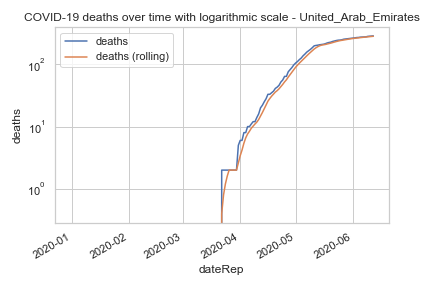 COVID-19 deaths over time with logarithmic scale - United_Arab_Emirates
deaths
deaths (rolling)
10²
10¹
10⁰
deaths
2020-01
2020-02
2020-03
2020-04
2020-05
2020-06
dateRep